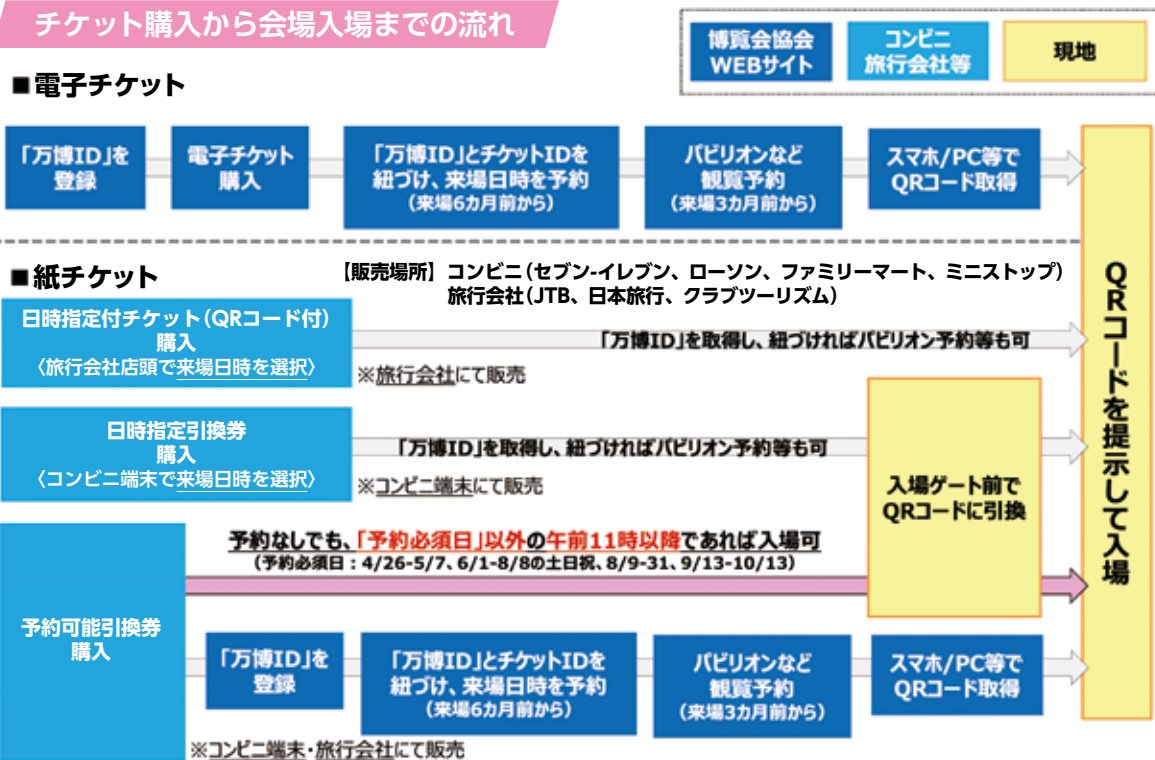 チケット購入から会場入場までの流れ
博覧会協会
WEBサイト
コンビニ
旅行会社等
現地
■電子チケット
「万博ID」を
登録
電子チケット
購入
「万博ID」とチケットIDを
紐づけ、来場日時を予約
(来場6カ月前から)
パビリオンなど
観覧予約
(来場3カ月前から)
スマホ/PC等で
QRコード取得
QRコードを提示して入場
■紙チケット
【販売場所】コンビニ(セブン-イレブン、ローソン、ファミリーマート、ミニストップ)
旅行会社(JTB、日本旅行、クラブツーリズム)
日時指定付チケット(QRコード付)
購入
〈旅行会社店頭で来場日時を選択〉
「万博ID」を取得し、紐づければパビリオン予約等も可
※旅行会社にて販売
日時指定引換券
購入
〈コンビニ端末で来場日時を選択〉
「万博ID」を取得し、紐づければパビリオン予約等も可
※コンビニ端末にて販売
入場ゲート前で
QRコードに引換
予約可能引換券
購入
予約なしでも、「予約必須日」以外の午前11時以降であれば入場可
(予約必須日:4/26-5/7、6/1-8/8の土日祝、8/9-31、9/13-10/13)
「万博ID」を
登録
「万博ID」とチケットIDを
紐づけ、来場日時を予約
(来場6カ月前から)
パビリオンなど
観覧予約
(来場3カ月前から)
スマホ/PC等で
QRコード取得
※コンビニ端末・旅行会社にて販売